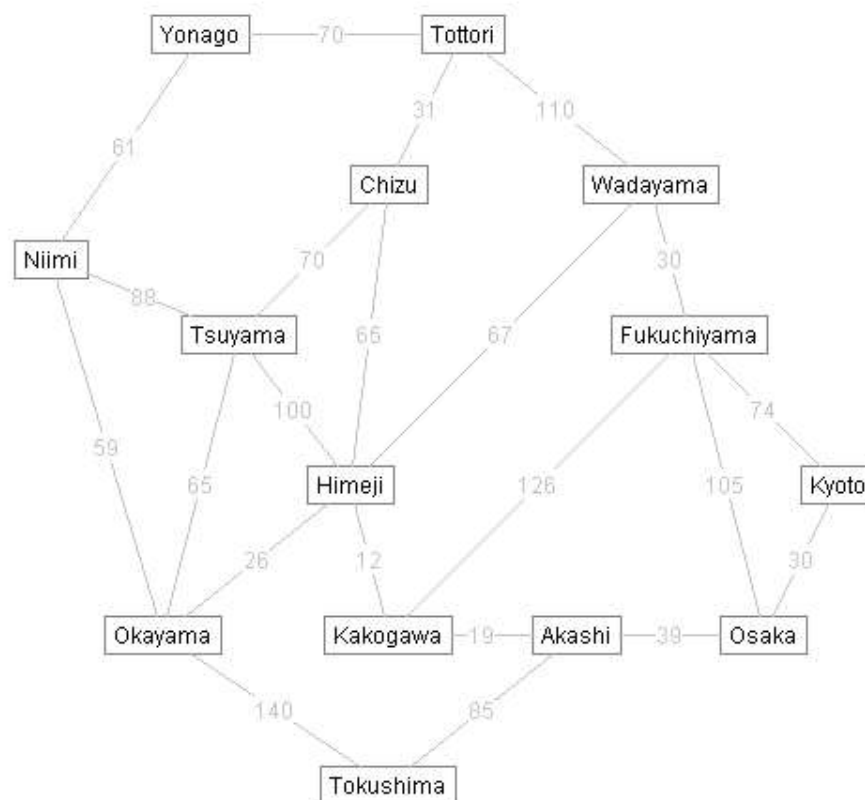 Yonago 70 Tottori
61 31 110
Chizu Wadayama
Niimi 88 70 30
Tsuyama 65 67 Fukuchiyama
100 74
59 65 Himeji 126 105 Kyoto
26 12 30
Okayama Kakogawa 19 Akashi 39 Osaka
140 85
Tokushima